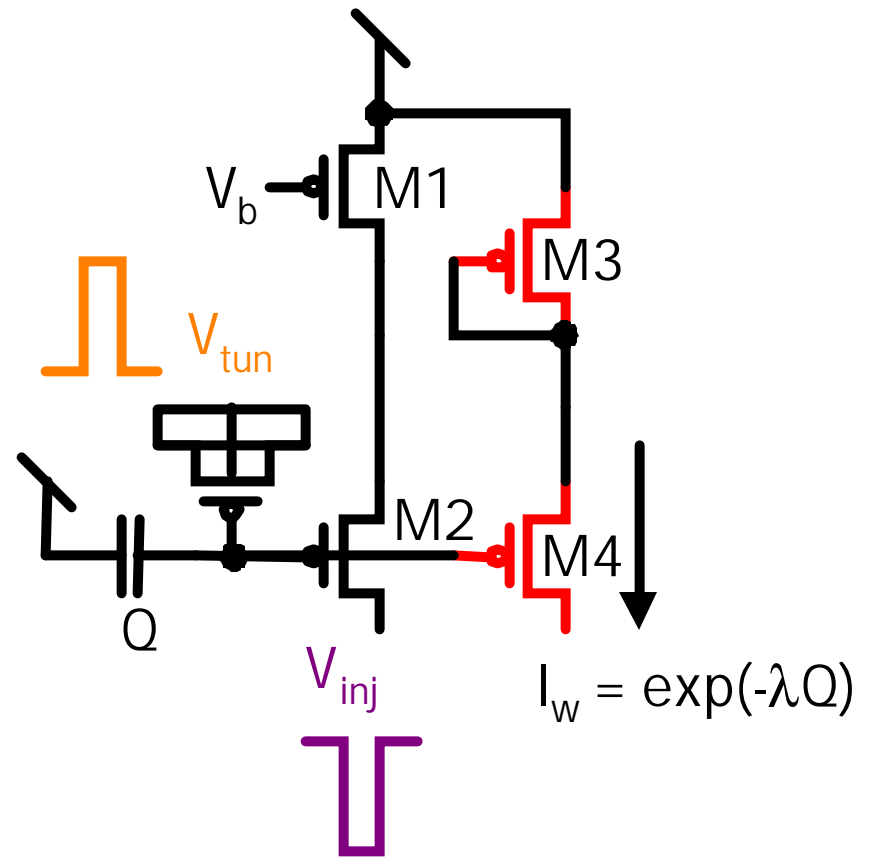 V_b
M1
M3
V_tun
M2
M4
Q
V_inj
I_w = exp(-λQ)